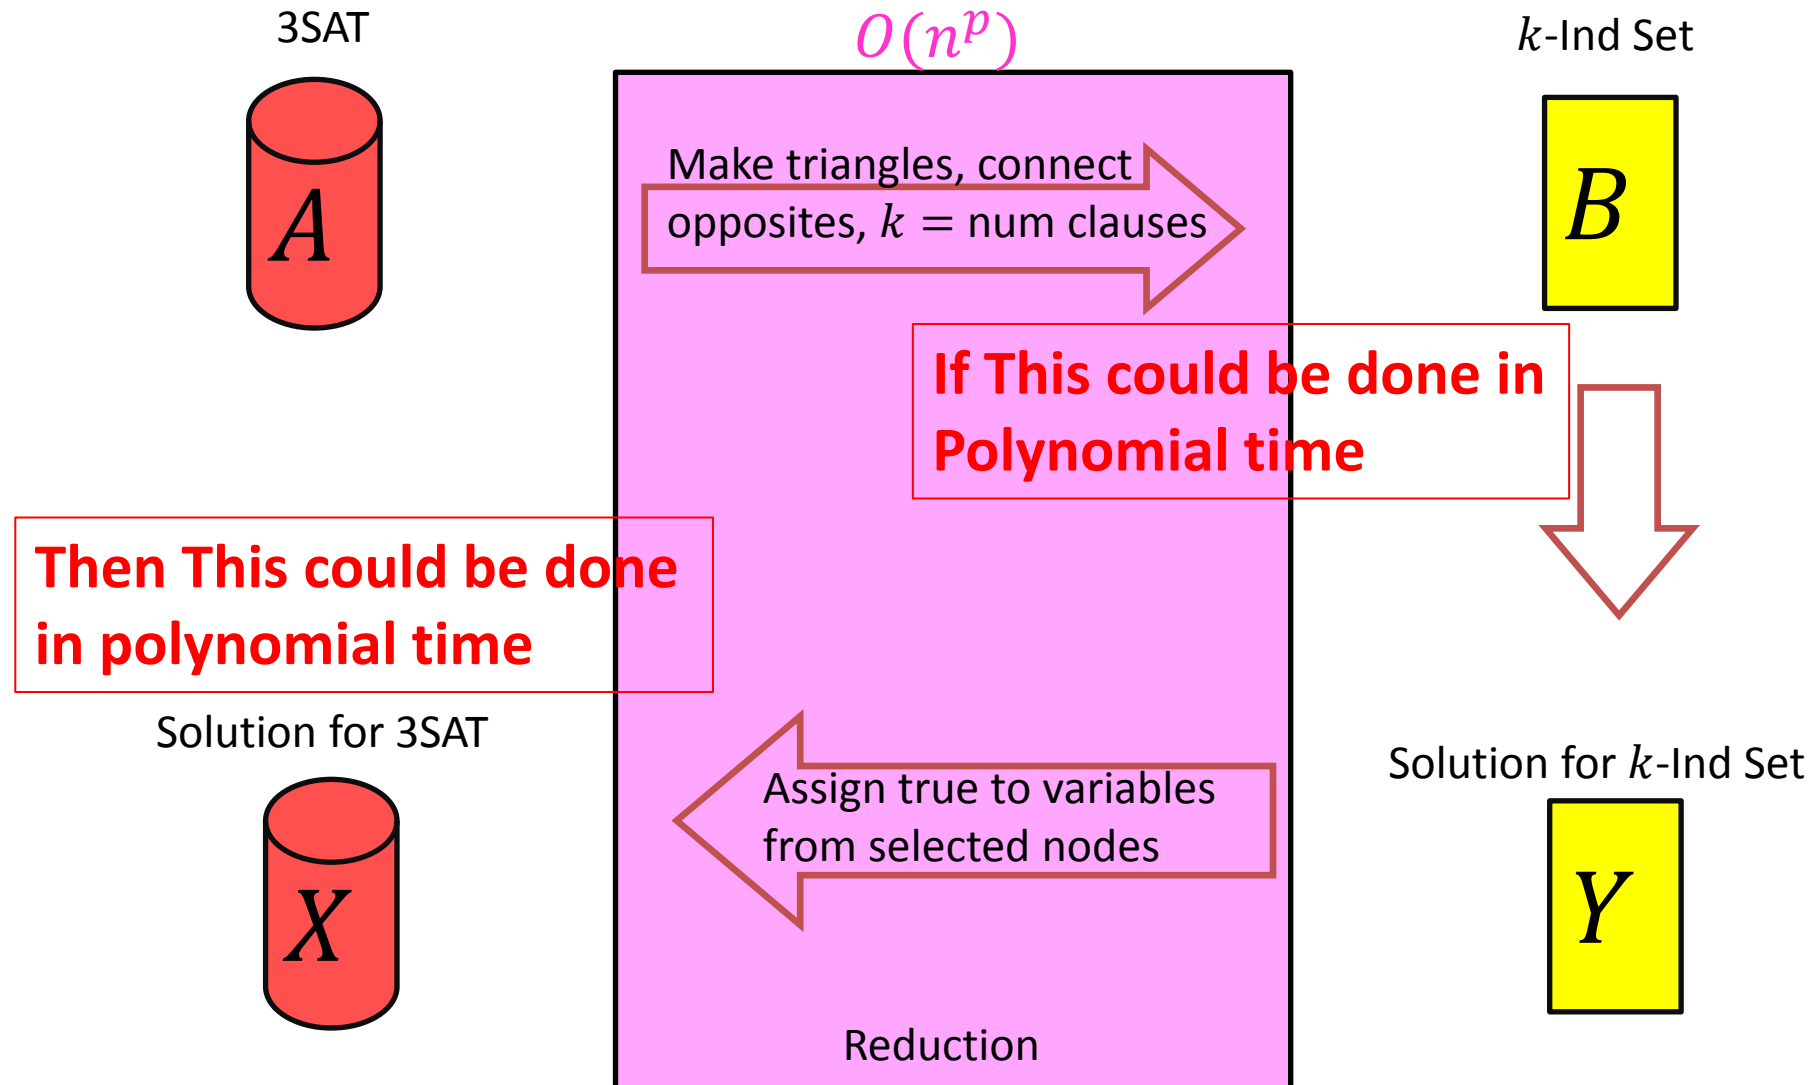 3SAT
O(n^p)
k-Ind Set
A
Make triangles, connect
opposites, k = num clauses
B
If This could be done in
Polynomial time
Then This could be done
in polynomial time
Solution for 3SAT
Solution for k-Ind Set
X
Assign true to variables
from selected nodes
Y
Reduction